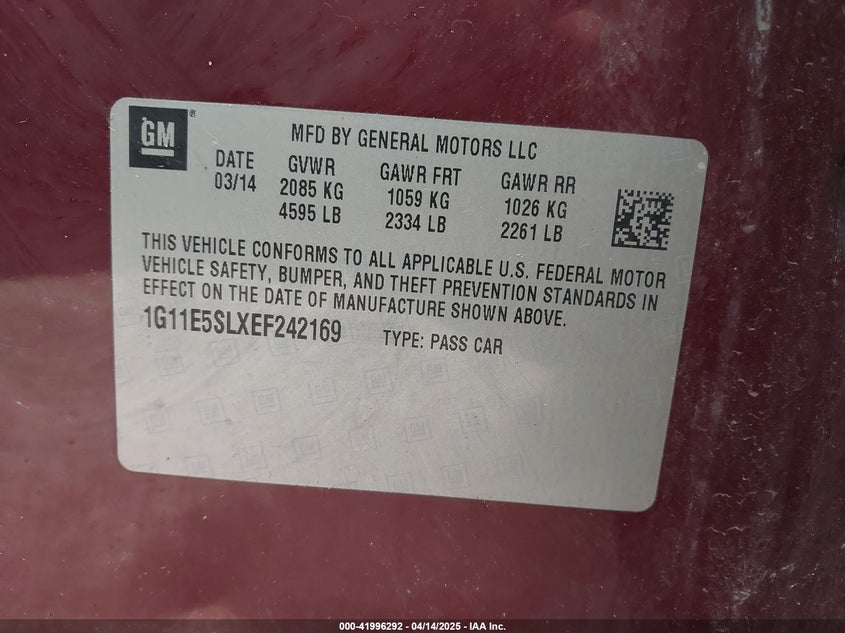 GM®
MFD BY GENERAL MOTORS LLC
DATE GVWR GAWR FRT GAWR RR
03/14 2085 KG 1059 KG 1026 KG
4595 LB 2334 LB 2261 LB
THIS VEHICLE CONFORMS TO ALL APPLICABLE U.S. FEDERAL MOTOR
VEHICLE SAFETY, BUMPER, AND THEFT PREVENTION STANDARDS IN
EFFECT ON THE DATE OF MANUFACTURE SHOWN ABOVE.
1G11E5SLXEF242169 TYPE: PASS CAR
000-41996292 - 04/14/2025 - IAA Inc.